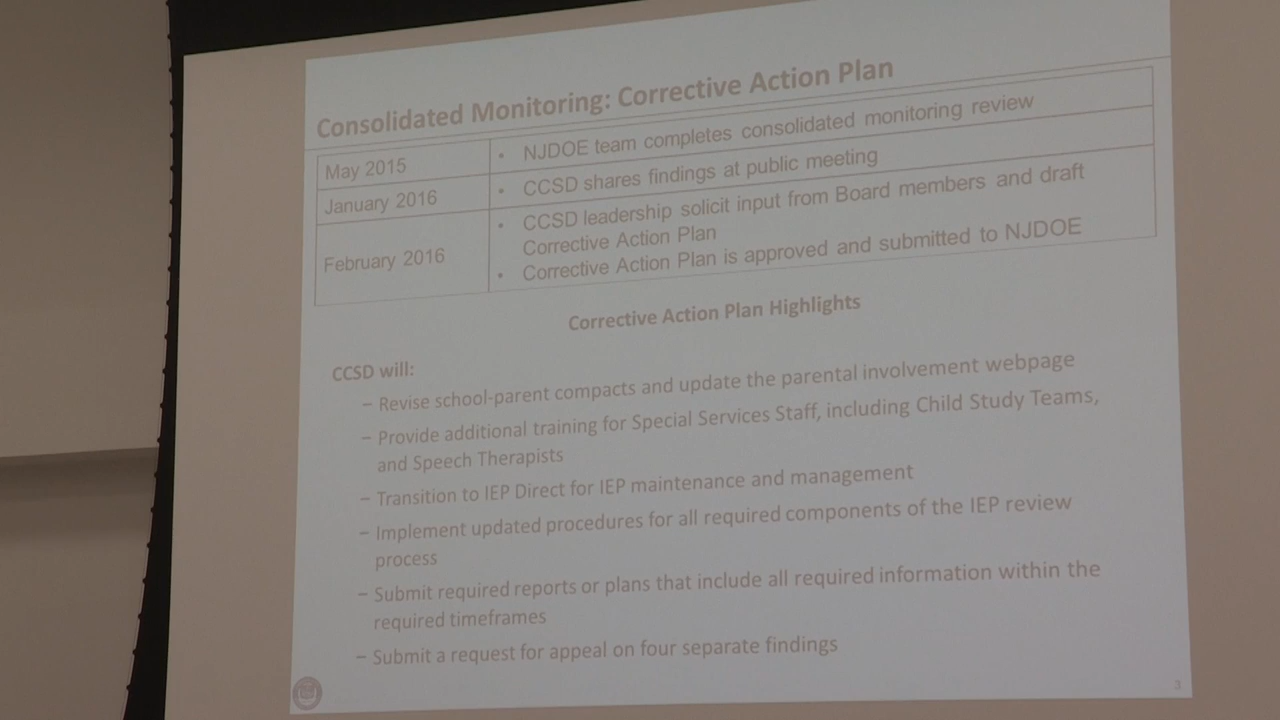 Consolidated Monitoring: Corrective Action Plan
May 2015
• NJDOE team completes consolidated monitoring review
January 2016
• CCSD shares findings at public meeting
February 2016
• CCSD leadership solicit input from Board members and draft
Corrective Action Plan
• Corrective Action Plan is approved and submitted to NJDOE
Corrective Action Plan Highlights
CCSD will:
– Revise school-parent compacts and update the parental involvement webpage
– Provide additional training for Special Services Staff, including Child Study Teams,
and Speech Therapists
– Transition to IEP Direct for IEP maintenance and management
– Implement updated procedures for all required components of the IEP review
process
– Submit required reports or plans that include all required information within the
required timeframes
– Submit a request for appeal on four separate findings
3